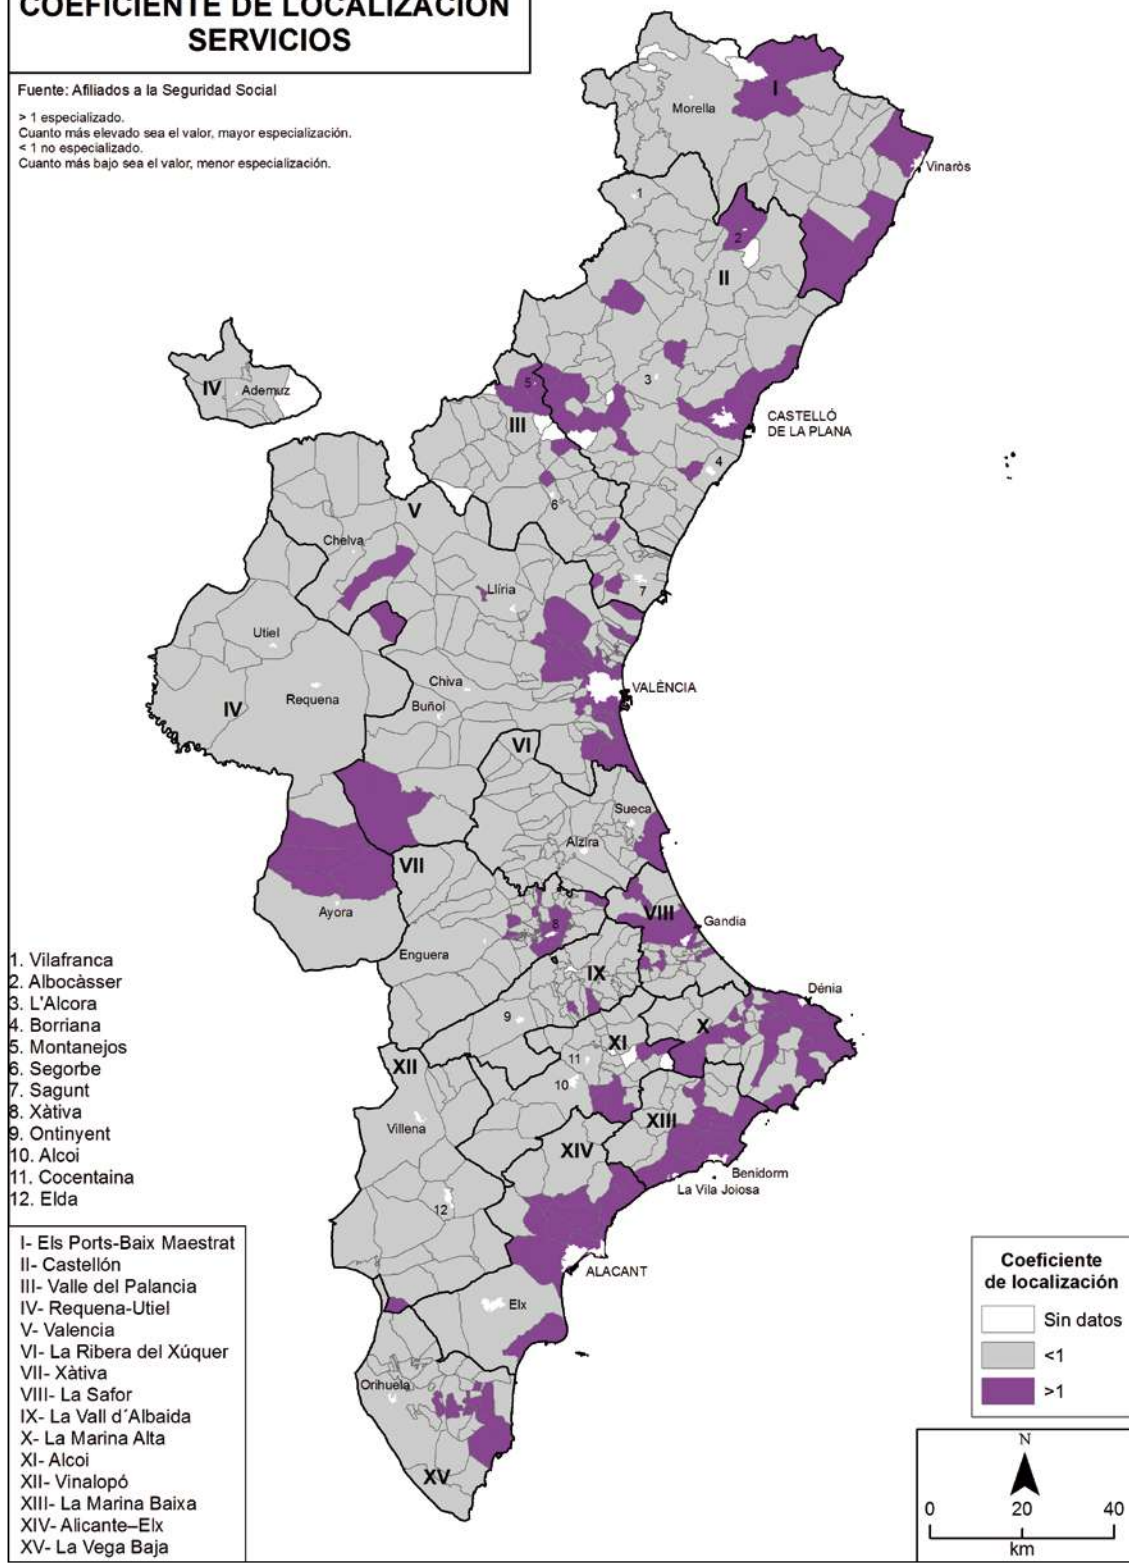 COEFICIENTE DE LOCALIZACIÓN
SERVICIOS
Fuente: Afiliados a la Seguridad Social
> 1 especializado.
Cuanto más elevado sea el valor, mayor especialización.
< 1 no especializado.
Cuanto más bajo sea el valor, menor especialización.
I
Morella
Vinaròs
1
2
II
IV
Ademuz
3
5
III
CASTELLÓ
DE LA PLANA
4
6
V
Chelva
Llíria
7
Utiel
Chiva
VALÈNCIA
Requena
IV
Buñol
VI
Sueca
Alzira
VII
Ayora
VIII
Gandia
8
Enguera
IX
Dénia
9
X
XI
11
XII
10
Villena
XIII
XIV
Benidorm
La Vila Joiosa
12
ALACANT
Elx
Orihuela
XV
1. Vilafranca
2. Albocàsser
3. L'Alcora
4. Borriana
5. Montanejos
6. Segorbe
7. Sagunt
8. Xàtiva
9. Ontinyent
10. Alcoi
11. Cocentaina
12. Elda
I- Els Ports-Baix Maestrat
II- Castellón
III- Valle del Palancia
IV- Requena-Utiel
V- Valencia
VI- La Ribera del Xúquer
VII- Xàtiva
VIII- La Safor
IX- La Vall d´Albaida
X- La Marina Alta
XI- Alcoi
XII- Vinalopó
XIII- La Marina Baixa
XIV- Alicante–Elx
XV- La Vega Baja
Coeficiente
de localización
Sin datos
<1
>1
N
0 20 40
km